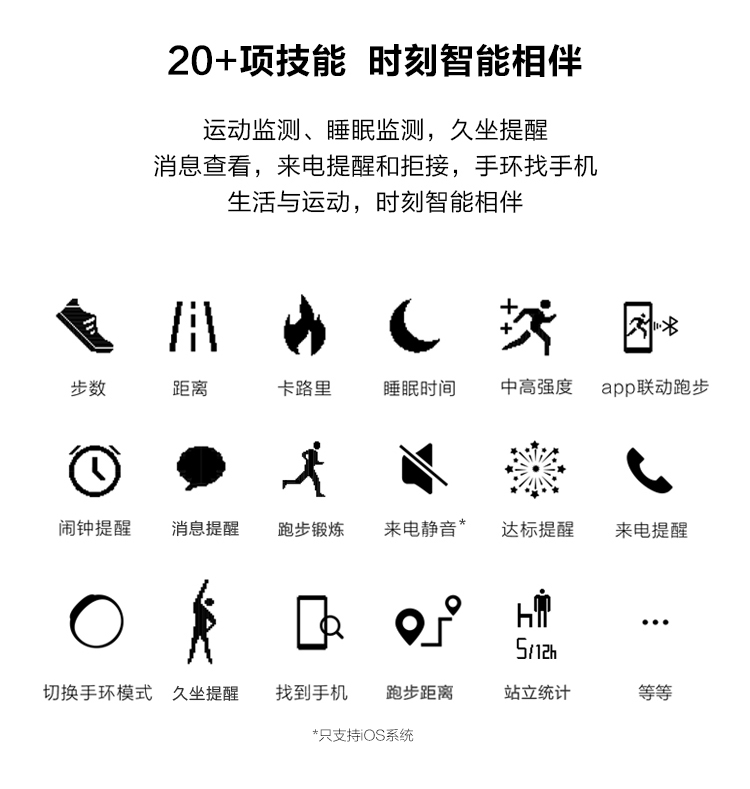 20+项技能 时刻智能相伴
运动监测、睡眠监测，久坐提醒
消息查看，来电提醒和拒接，手环找手机
生活与运动，时刻智能相伴
步数 距离 卡路里 睡眠时间 中高强度 app联动跑步
闹钟提醒 消息提醒 跑步锻炼 来电静音* 达标提醒 来电提醒
5/12h
切换手环模式 久坐提醒 找到手机 跑步距离 站立统计 等等
*只支持iOS系统